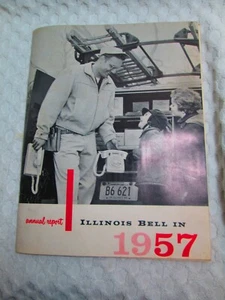 B6 621
annual report
ILLINOIS BELL IN
1957